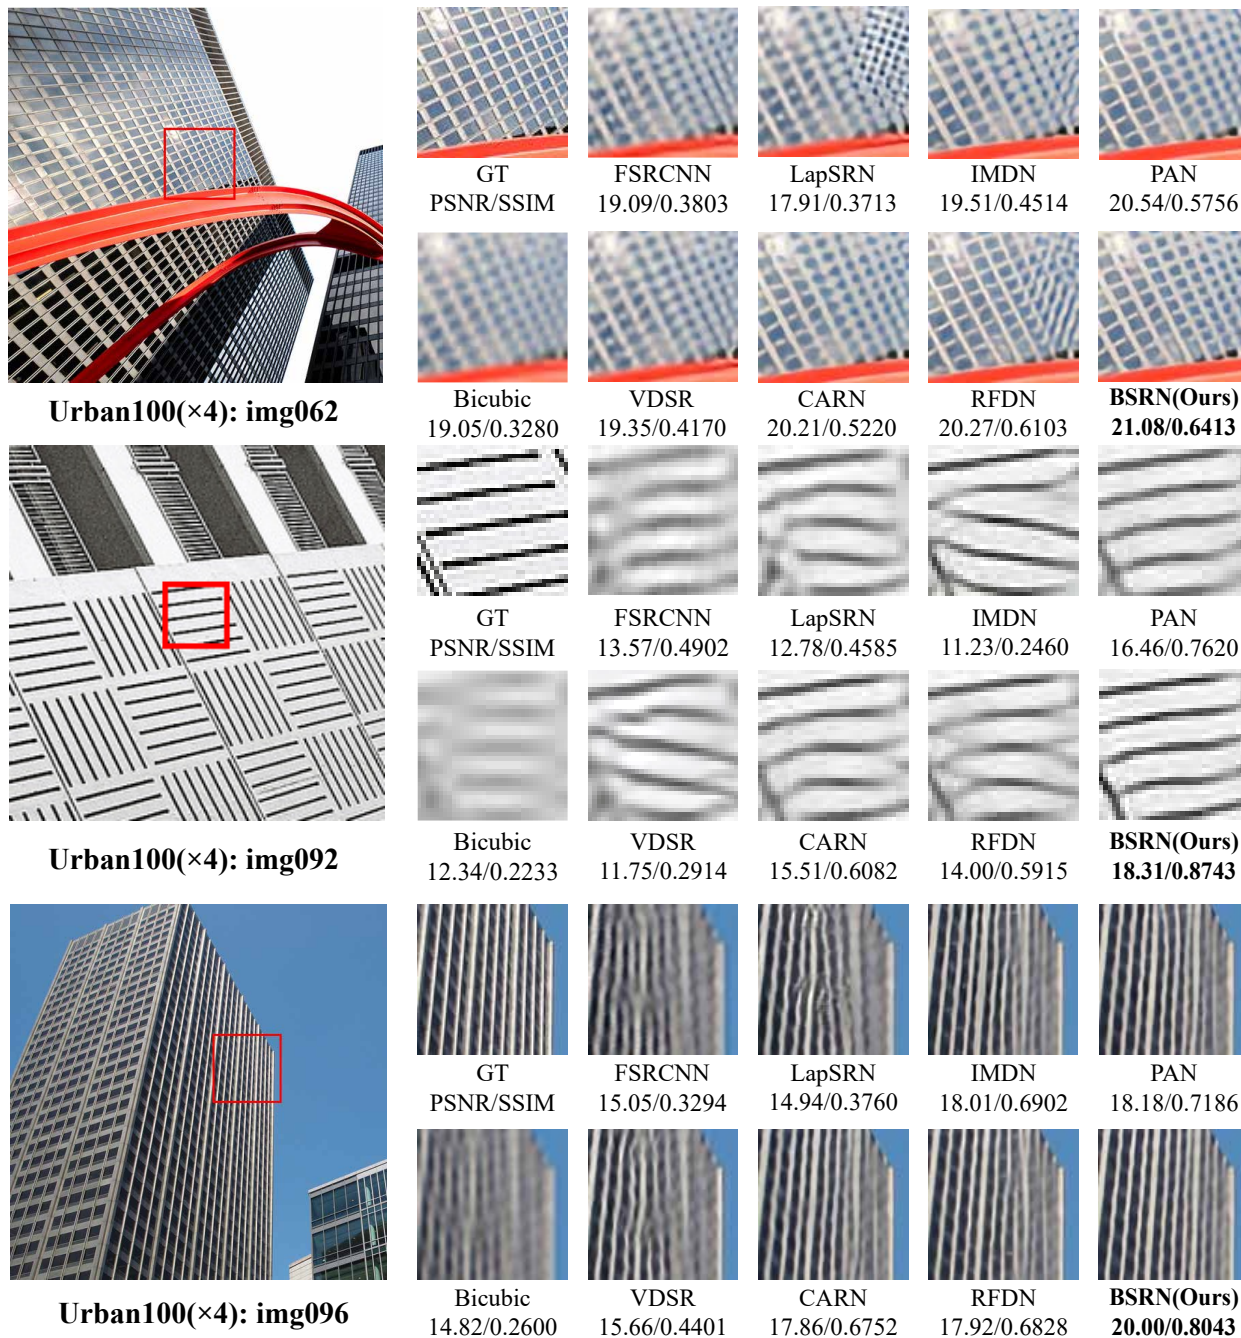 GT FSRCNN LapSRN IMDN PAN
PSNR/SSIM 19.09/0.3803 17.91/0.3713 19.51/0.4514 20.54/0.5756
Bicubic VDSR CARN RFDN BSRN(Ours)
19.05/0.3280 19.35/0.4170 20.21/0.5220 20.27/0.6103 21.08/0.6413
Urban100(×4): img062
GT FSRCNN LapSRN IMDN PAN
PSNR/SSIM 13.57/0.4902 12.78/0.4585 11.23/0.2460 16.46/0.7620
Bicubic VDSR CARN RFDN BSRN(Ours)
12.34/0.2233 11.75/0.2914 15.51/0.6082 14.00/0.5915 18.31/0.8743
Urban100(×4): img092
GT FSRCNN LapSRN IMDN PAN
PSNR/SSIM 15.05/0.3294 14.94/0.3760 18.01/0.6902 18.18/0.7186
Bicubic VDSR CARN RFDN BSRN(Ours)
14.82/0.2600 15.66/0.4401 17.86/0.6752 17.92/0.6828 20.00/0.8043
Urban100(×4): img096